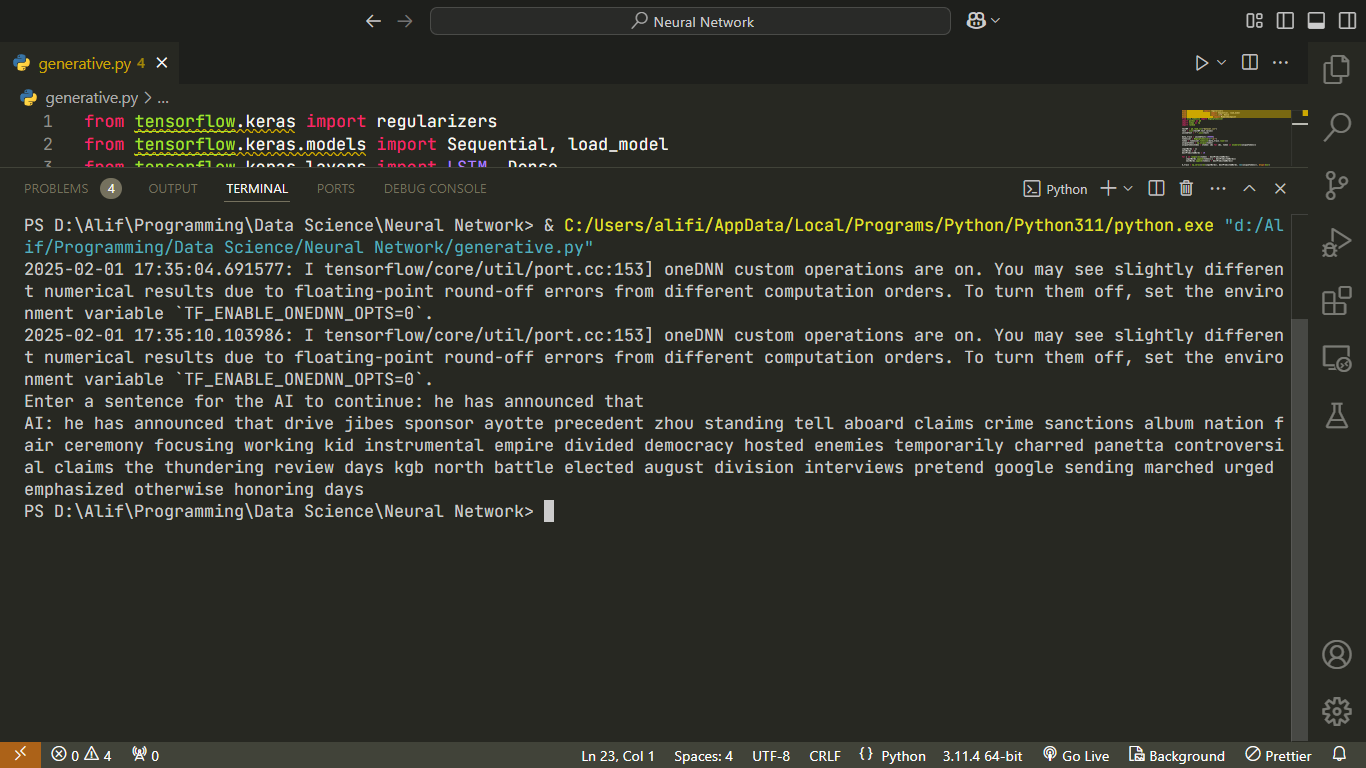 Neural Network
generative.py 4
generative.py > ...
1 from tensorflow.keras import regularizers
2 from tensorflow.keras.models import Sequential, load_model
3 from tensorflow.keras.layers import LSTM, Dense
PROBLEMS 4 OUTPUT TERMINAL PORTS DEBUG CONSOLE Python
PS D:\Alif\Programming\Data Science\Neural Network> & C:/Users/alifi/AppData/Local/Programs/Python/Python311/python.exe "d:/Al
if/Programming/Data Science/Neural Network/generative.py"
2025-02-01 17:35:04.691577: I tensorflow/core/util/port.cc:153] oneDNN custom operations are on. You may see slightly differen
t numerical results due to floating-point round-off errors from different computation orders. To turn them off, set the enviro
nment variable `TF_ENABLE_ONEDNN_OPTS=0`.
2025-02-01 17:35:10.103986: I tensorflow/core/util/port.cc:153] oneDNN custom operations are on. You may see slightly differen
t numerical results due to floating-point round-off errors from different computation orders. To turn them off, set the enviro
nment variable `TF_ENABLE_ONEDNN_OPTS=0`.
Enter a sentence for the AI to continue: he has announced that
AI: he has announced that drive jibes sponsor ayotte precedent zhou standing tell aboard claims crime sanctions album nation f
air ceremony focusing working kid instrumental empire divided democracy hosted enemies temporarily charred panetta controversi
al claims the thundering review days kgb north battle elected august division interviews pretend google sending marched urged
emphasized otherwise honoring days
PS D:\Alif\Programming\Data Science\Neural Network>
0 4 0 Ln 23, Col 1 Spaces: 4 UTF-8 CRLF {} Python 3.11.4 64-bit Go Live Background Prettier